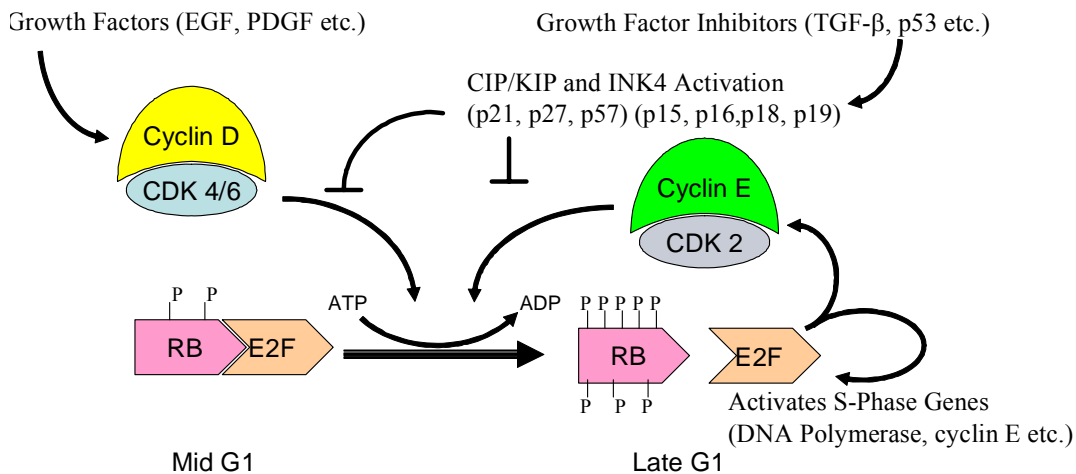 Growth Factors (EGF, PDGF etc.)
Growth Factor Inhibitors (TGF-β, p53 etc.)
CIP/KIP and INK4 Activation
(p21, p27, p57) (p15, p16,p18, p19)
Cyclin D
CDK 4/6
Cyclin E
CDK 2
P P
RB E2F
ATP ADP
P P P P P
RB E2F
P P P
Activates S-Phase Genes
(DNA Polymerase, cyclin E etc.)
Mid G1
Late G1